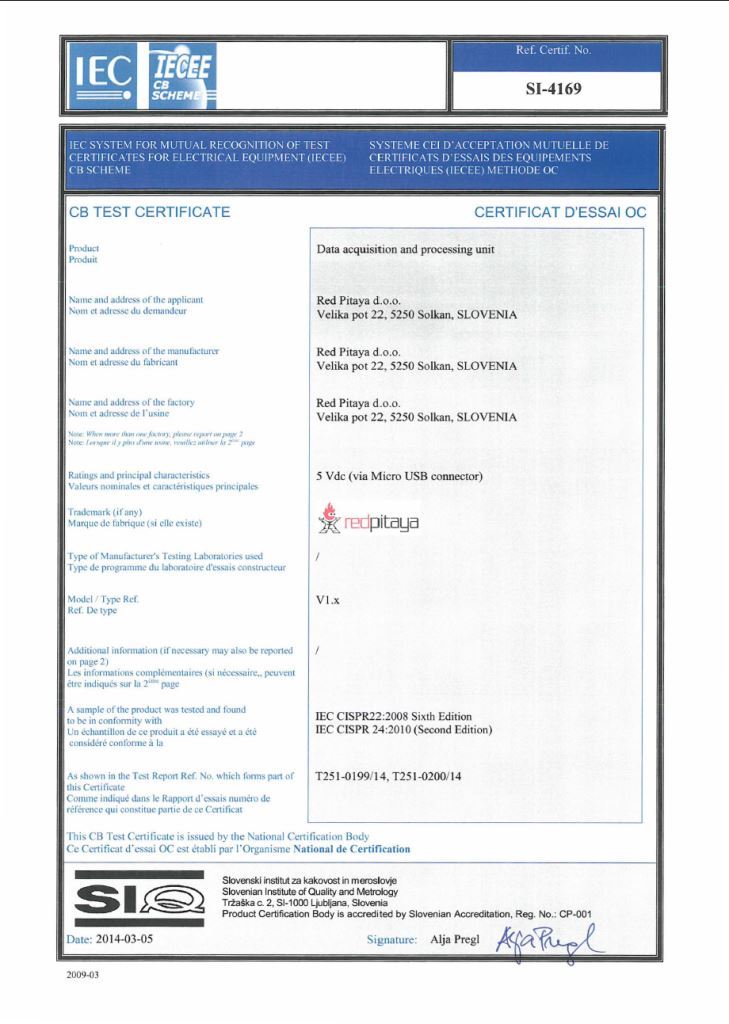 IEC
IECEE
CB
SCHEME
Ref. Certif. No.
SI-4169
IEC SYSTEM FOR MUTUAL RECOGNITION OF TEST
CERTIFICATES FOR ELECTRICAL EQUIPMENT (IECEE)
CB SCHEME
SYSTEME CEI D'ACCEPTATION MUTUELLE DE
CERTIFICATS D'ESSAIS DES EQUIPEMENTS
ELECTRIQUES (IECEE) METHODE OC
CB TEST CERTIFICATE
CERTIFICAT D'ESSAI OC
Product
Produit
Data acquisition and processing unit
Name and address of the applicant
Nom et adresse du demandeur
Red Pitaya d.o.o.
Velika pot 22, 5250 Solkan, SLOVENIA
Name and address of the manufacturer
Nom et adresse du fabricant
Red Pitaya d.o.o.
Velika pot 22, 5250 Solkan, SLOVENIA
Name and address of the factory
Nom et adresse de l'usine
Red Pitaya d.o.o.
Velika pot 22, 5250 Solkan, SLOVENIA
Note: When more than one factory, please report on page 2
Note: Lorsque il y plus d'une usine, veuillez utiliser la 2ème page
Ratings and principal characteristics
Valeurs nominales et caractéristiques principales
5 Vdc (via Micro USB connector)
Trademark (if any)
Marque de fabrique (si elle existe)
redpitaya
Type of Manufacturer's Testing Laboratories used
Type de programme du laboratoire d'essais constructeur
/
Model / Type Ref.
Ref. De type
V1.x
Additional information (if necessary may also be reported
on page 2)
Les informations complémentaires (si nécessaire,, peuvent
être indiqués sur la 2ième page
/
A sample of the product was tested and found
to be in conformity with
Un échantillon de ce produit a été essayé et a été
considéré conforme à la
IEC CISPR22:2008 Sixth Edition
IEC CISPR 24:2010 (Second Edition)
As shown in the Test Report Ref. No. which forms part of
this Certificate
Comme indiqué dans le Rapport d'essais numéro de
référence qui constitue partie de ce Certificat
T251-0199/14, T251-0200/14
This CB Test Certificate is issued by the National Certification Body
Ce Certificat d'essai OC est établi par l'Organisme National de Certification
SIQ
Slovenski institut za kakovost in meroslovje
Slovenian Institute of Quality and Metrology
Tržaška c. 2, SI-1000 Ljubljana, Slovenia
Product Certification Body is accredited by Slovenian Accreditation, Reg. No.: CP-001
Date: 2014-03-05
Signature: Alja Pregl
Alja Pregl
2009-03